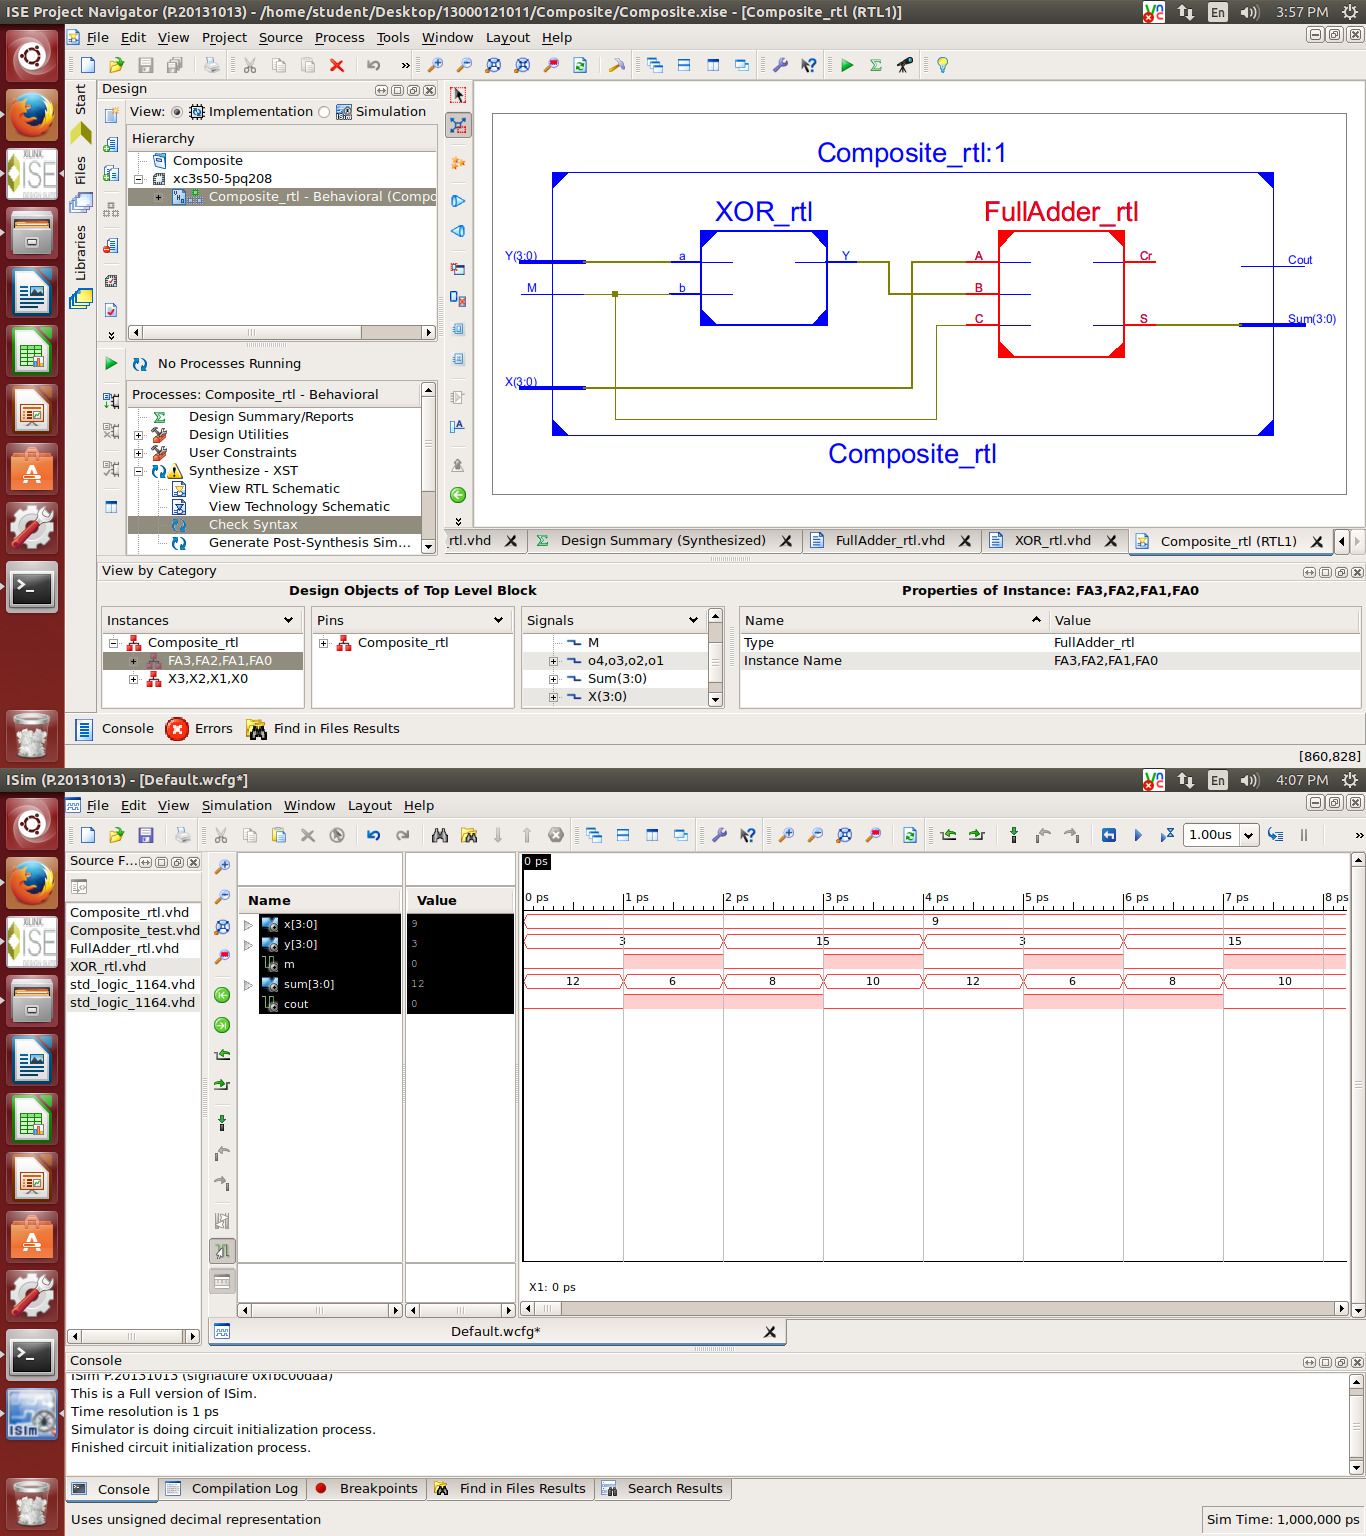 ISE Project Navigator (P.20131013) - /home/student/Desktop/13000121011/Composite/Composite.xise - [Composite_rtl (RTL1)]
En 3:57 PM
File Edit View Project Source Process Tools Window Layout Help
»
Design
View: Implementation Simulation
Hierarchy
Composite
xc3s50-5pq208
Composite_rtl - Behavioral (Compo
Start
Files
Libraries
No Processes Running
Processes: Composite_rtl - Behavioral
Design Summary/Reports
Design Utilities
User Constraints
Synthesize - XST
View RTL Schematic
View Technology Schematic
Check Syntax
Generate Post-Synthesis Sim...
Composite_rtl:1
XOR_rtl
FullAdder_rtl
Y(3:0) a Y A Cr Cout
M b B
C S Sum(3:0)
X(3:0)
Composite_rtl
rtl.vhd Design Summary (Synthesized) FullAdder_rtl.vhd XOR_rtl.vhd Composite_rtl (RTL1)
View by Category
Design Objects of Top Level Block Properties of Instance: FA3,FA2,FA1,FA0
Instances Pins Signals Name Value
Composite_rtl Composite_rtl M Type FullAdder_rtl
FA3,FA2,FA1,FA0 o4,o3,o2,o1 Instance Name FA3,FA2,FA1,FA0
X3,X2,X1,X0 Sum(3:0)
X(3:0)
Console Errors Find in Files Results
[860,828]
ISim (P.20131013) - [Default.wcfg*]
En 4:07 PM
File Edit View Simulation Window Layout Help
1.00us »
Source F...
Composite_rtl.vhd
Composite_test.vhd
FullAdder_rtl.vhd
XOR_rtl.vhd
std_logic_1164.vhd
std_logic_1164.vhd
0 ps
Name Value 0 ps 1 ps 2 ps 3 ps 4 ps 5 ps 6 ps 7 ps 8 ps
x[3:0] 9 9
y[3:0] 3 3 15 3 15
m 0
sum[3:0] 12 12 6 8 10 12 6 8 10
cout 0
X1: 0 ps
Default.wcfg*
Console
ISim P.20131013 (signature 0xfbc00daa)
This is a Full version of ISim.
Time resolution is 1 ps
Simulator is doing circuit initialization process.
Finished circuit initialization process.
Console Compilation Log Breakpoints Find in Files Results Search Results
Uses unsigned decimal representation
Sim Time: 1,000,000 ps